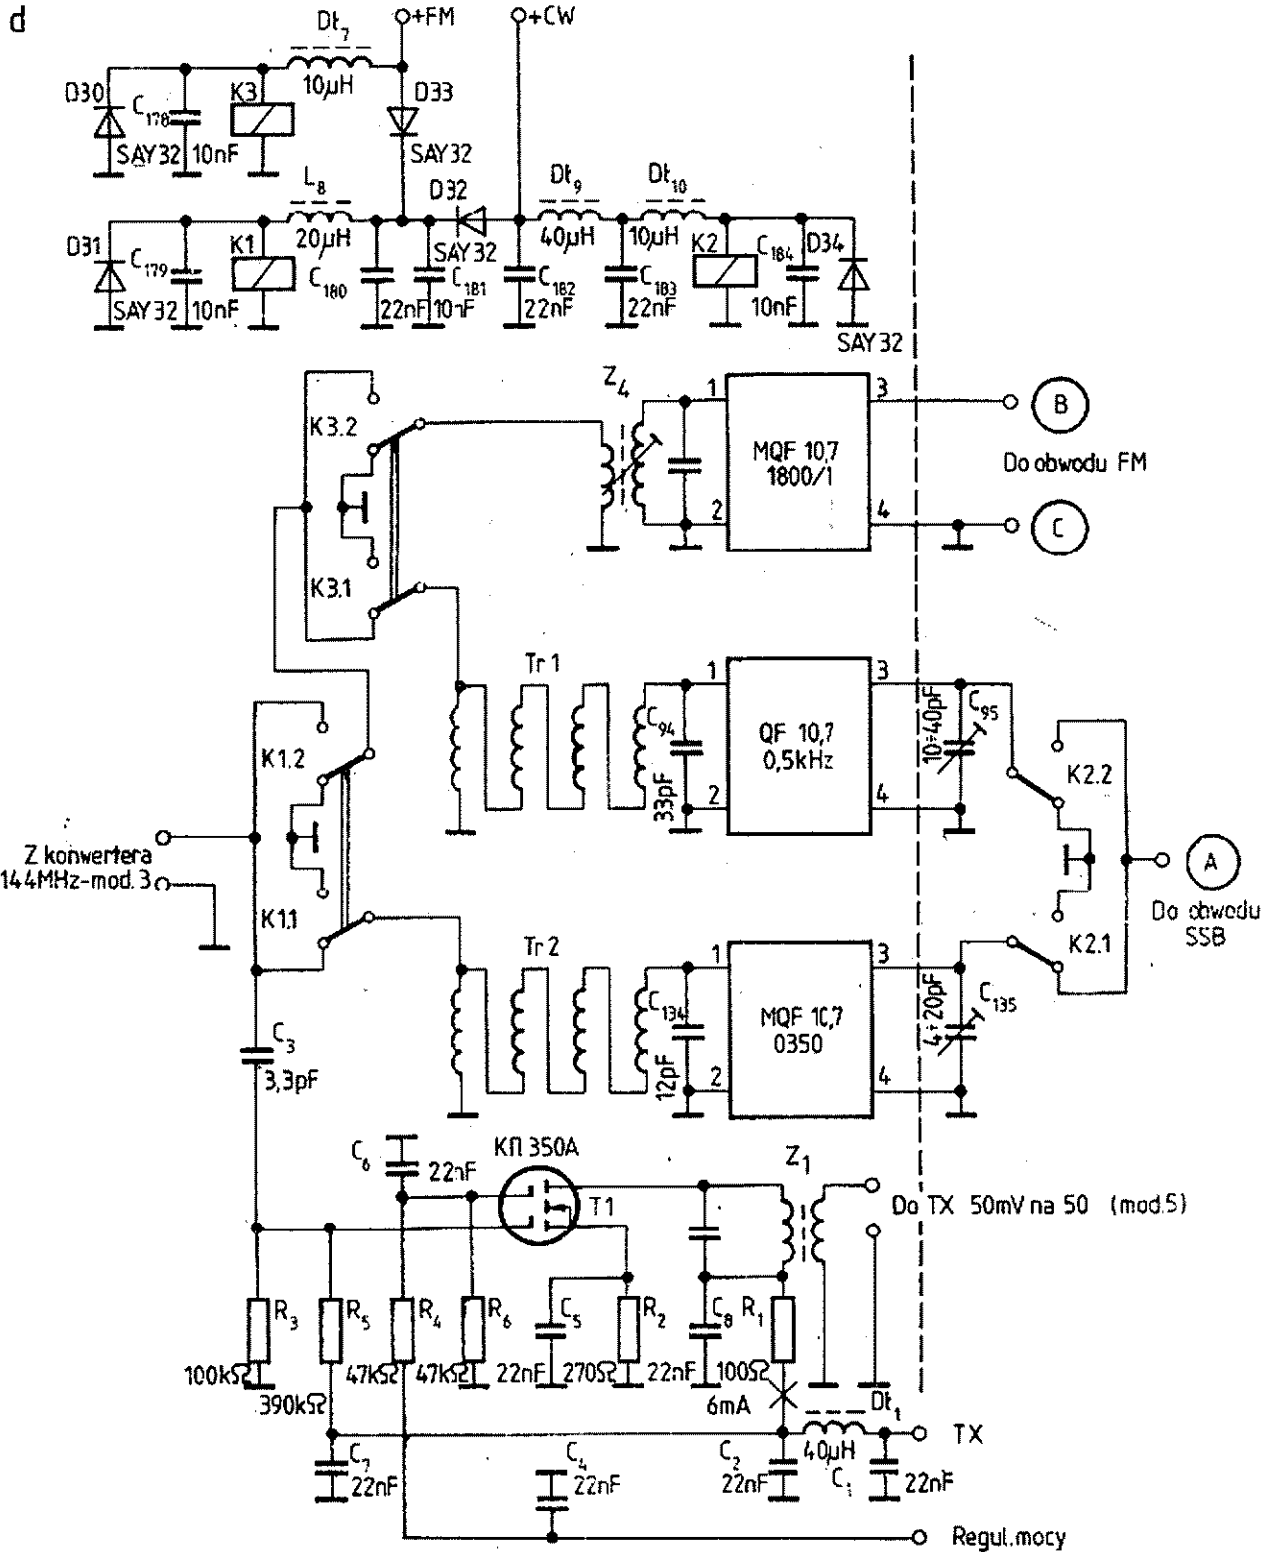 d
Dł₇
+FM
+CW
10µH
D30
C178
K3
D33
SAY32
10nF
SAY32
L8
D32
Dł₉
Dł₁₀
D31
C179
K1
20µH
SAY32
40µH
10µH
K2
C184
D34
C180
C181
C182
C183
SAY32
10nF
22nF
10nF
22nF
22nF
10nF
SAY32
Z4
1
3
B
K3.2
MQF 10,7
1800/1
Do obwodu FM
2
4
C
K3.1
Tr1
1
3
C94
QF 10,7
0,5kHz
10÷40pF
C95
K1.2
K2.2
33pF
2
4
Z konwertera
144MHz-mod.3
A
Do obwodu
SSB
K1.1
Tr2
1
3
K2.1
C134
MQF 10,7
0350
4÷20pF
C135
C3
3,3pF
12pF
2
4
C6
22nF
КП350А
T1
Z1
Do TX 50mV na 50 (mod.5)
R3
R5
R4
R6
C5
R2
C8
R1
100kΩ
390kΩ
47kΩ
47kΩ
22nF
270Ω
22nF
100Ω
6mA
Dł₁
TX
C7
22nF
C4
22nF
C2
22nF
40µH
C1
22nF
Regul.mocy